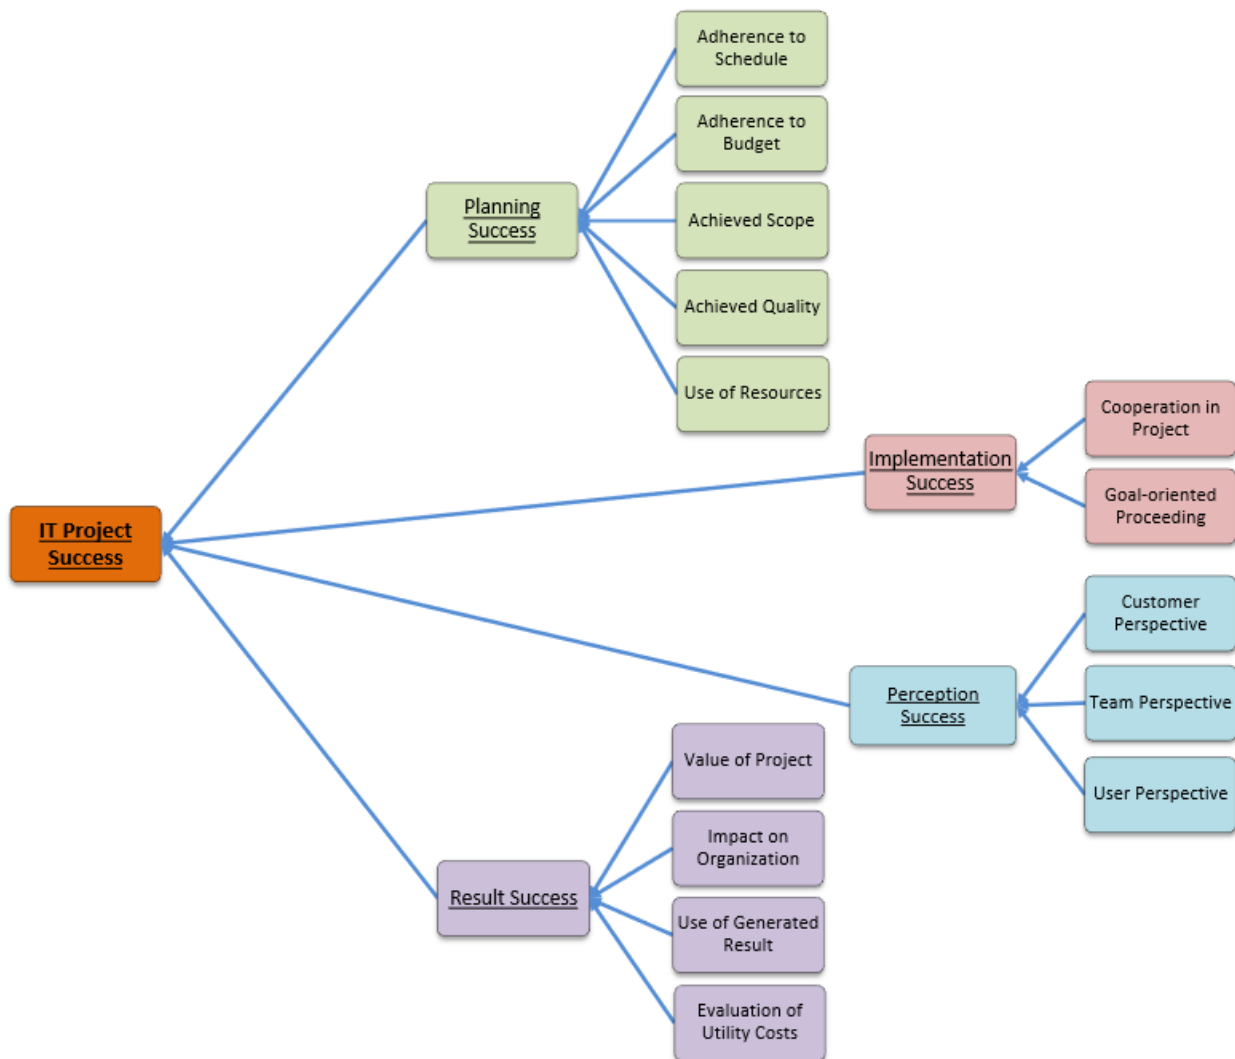 Adherence to
Schedule
Adherence to
Budget
Planning
Success
Achieved Scope
Achieved Quality
Use of Resources
Cooperation in
Project
Implementation
Success
Goal-oriented
Proceeding
IT Project
Success
Customer
Perspective
Perception
Success
Team Perspective
User Perspective
Value of Project
Impact on
Organization
Result Success
Use of Generated
Result
Evaluation of
Utility Costs